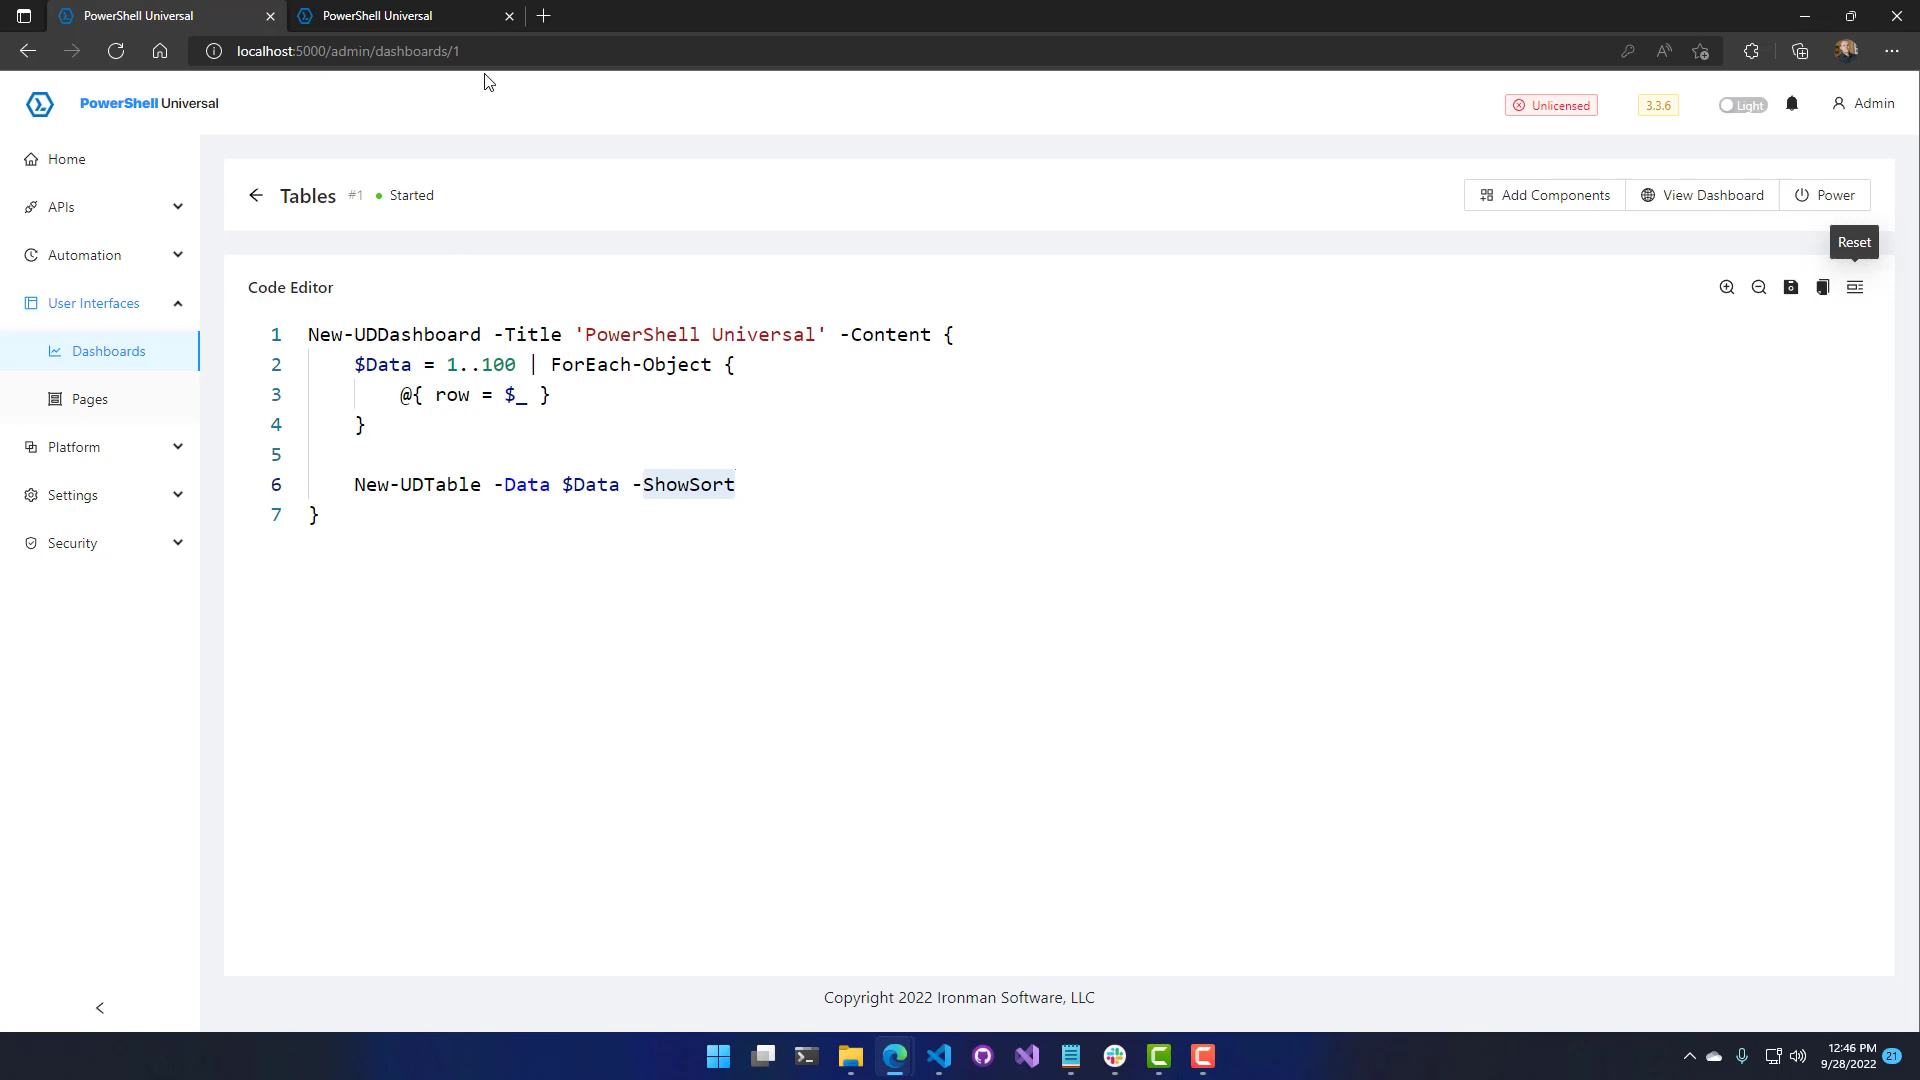 PowerShell Universal
PowerShell Universal
localhost:5000/admin/dashboards/1
PowerShell Universal
Unlicensed
3.3.6
Light
Admin
Home
APIs
Automation
User Interfaces
Dashboards
Pages
Platform
Settings
Security
Tables #1 Started
Add Components
View Dashboard
Power
Reset
Code Editor
1 New-UDDashboard -Title 'PowerShell Universal' -Content {
2 $Data = 1..100 | ForEach-Object {
3 @{ row = $_ }
4 }
5
6 New-UDTable -Data $Data -ShowSort
7 }
Copyright 2022 Ironman Software, LLC
12:46 PM
9/28/2022
21